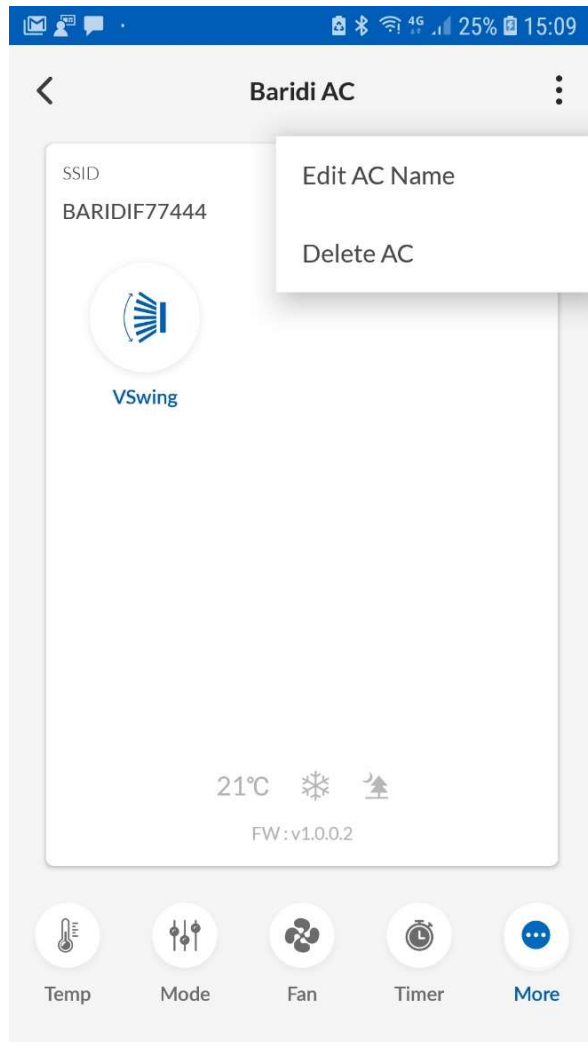 4G 25% 15:09
Baridi AC
SSID
BARIDIF77444
Edit AC Name
Delete AC
VSwing
21°C
FW : v1.0.0.2
Temp Mode Fan Timer More